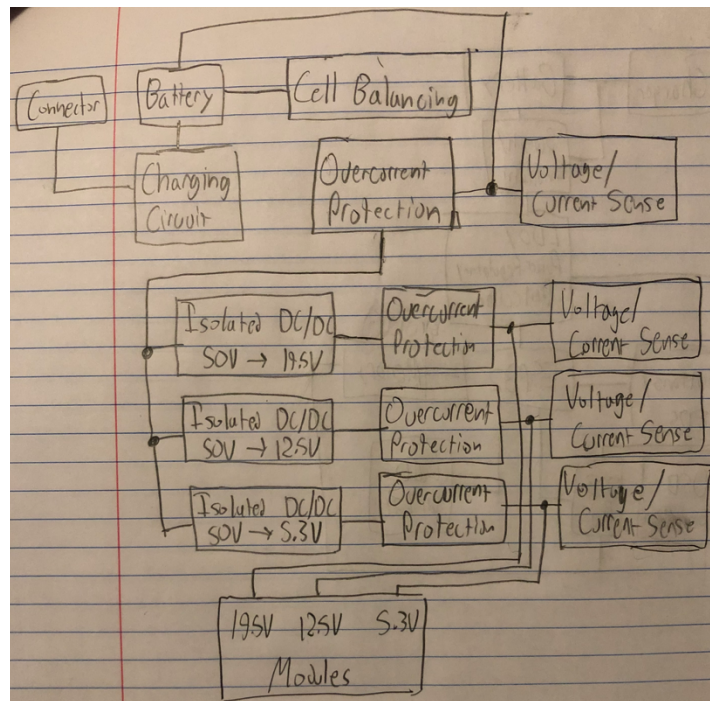 Connector
Battery
Cell Balancing
Charging
Circuit
Overcurrent
Protection
Voltage/
Current Sense
Isolated DC/DC
50V → 19.5V
Overcurrent
Protection
Voltage/
Current Sense
Isolated DC/DC
50V → 12.5V
Overcurrent
Protection
Voltage/
Current Sense
Isolated DC/DC
50V → 5.3V
Overcurrent
Protection
Voltage/
Current Sense
19.5V 12.5V 5.3V
Modules